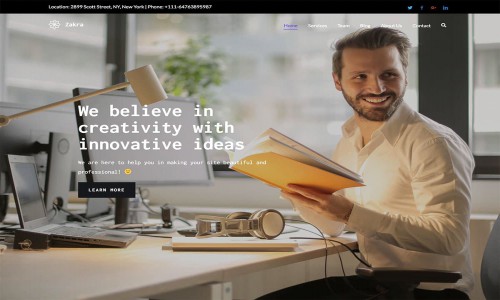 Location: 2899 Scott Street, NY, New York | Phone: +111-64763895987
Zakra
Home Services Team Blog About Us Contact
We believe in
creativity with
innovative ideas
We are here to help you in making your site beautiful and
professional! 😊
LEARN MORE